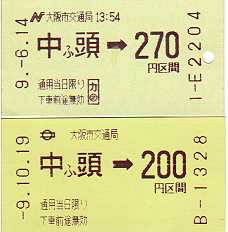 大阪市交通局 13:54
9.-6.14
中ふ頭 ➡ 270
円区間
通用当日限り
下車前途無効
1-E2204
大阪市交通局
-9.10.19
中ふ頭 ➡ 200
円区間
通用当日限り
下車前途無効
B-1328